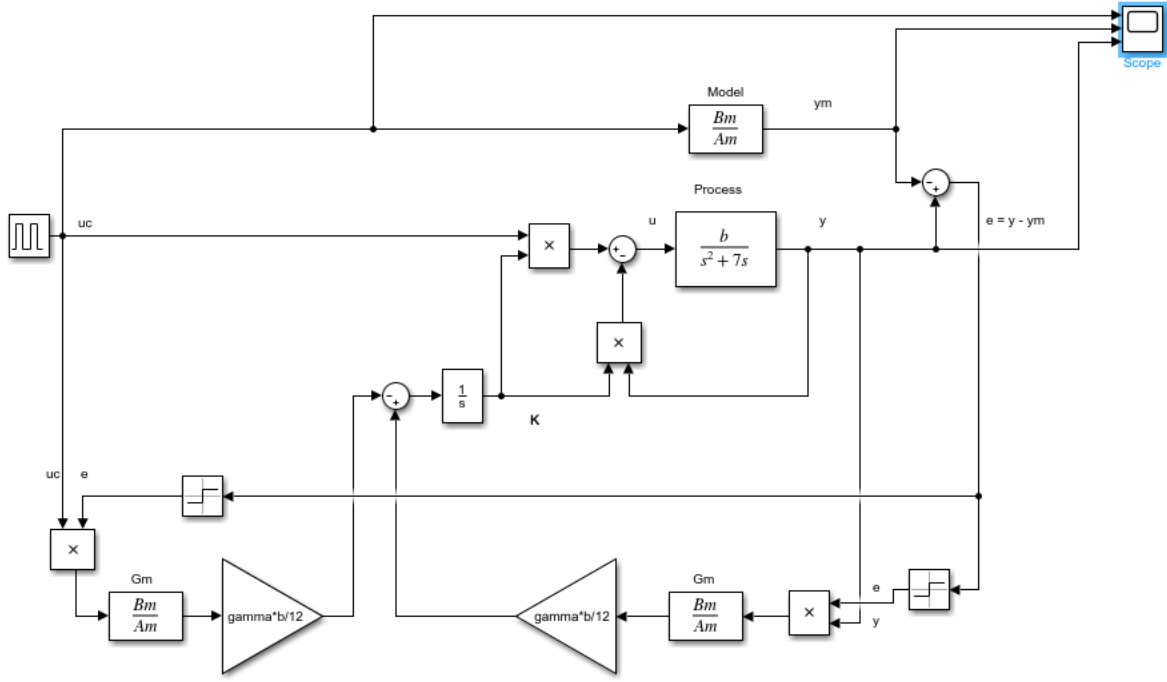 Scope
Model
ym
Bm
Am
Process
uc
u
y
e = y - ym
×
+
-
b
s² + 7s
-
+
×
-
+
1
s
K
uc
e
×
Gm
Gm
e
Bm
Am
gamma*b/12
gamma*b/12
Bm
Am
×
y